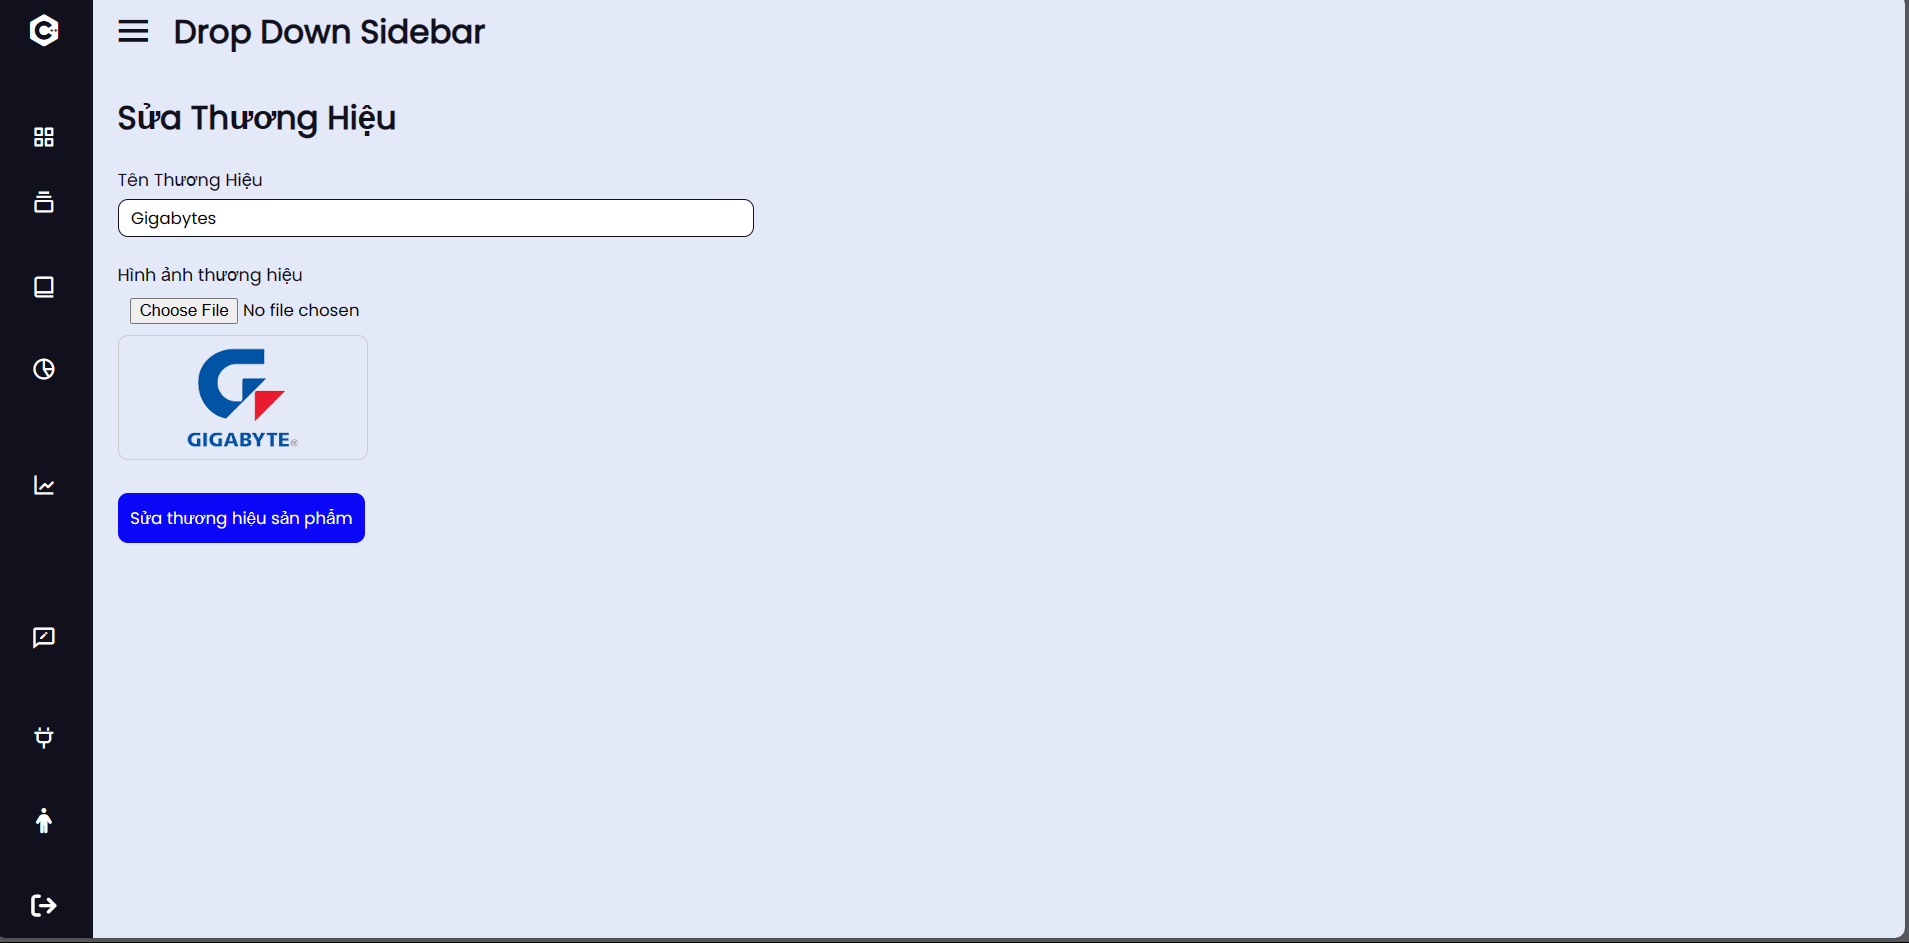 Drop Down Sidebar
Sửa Thương Hiệu
Tên Thương Hiệu
Gigabytes
Hình ảnh thương hiệu
Choose File No file chosen
GIGABYTE®
Sửa thương hiệu sản phẩm